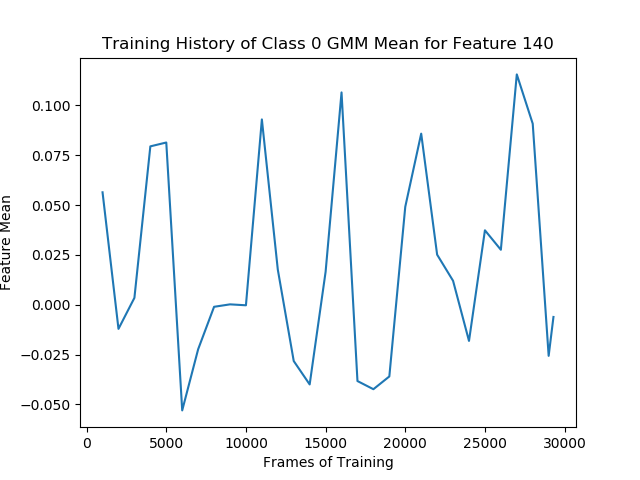 Training History of Class 0 GMM Mean for Feature 140
Feature Mean
0.100
0.075
0.050
0.025
0.000
−0.025
−0.050
0 5000 10000 15000 20000 25000 30000
Frames of Training